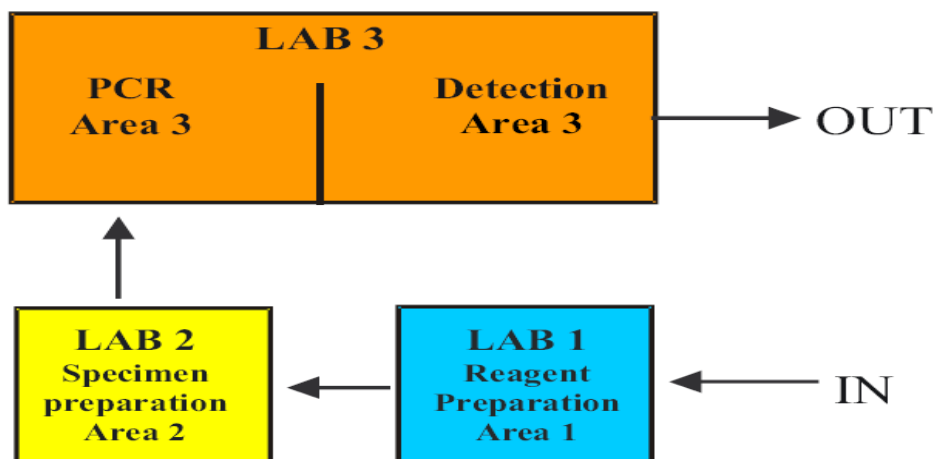 LAB 3
PCR
Area 3
Detection
Area 3
OUT
LAB 2
Specimen
preparation
Area 2
LAB 1
Reagent
Preparation
Area 1
IN